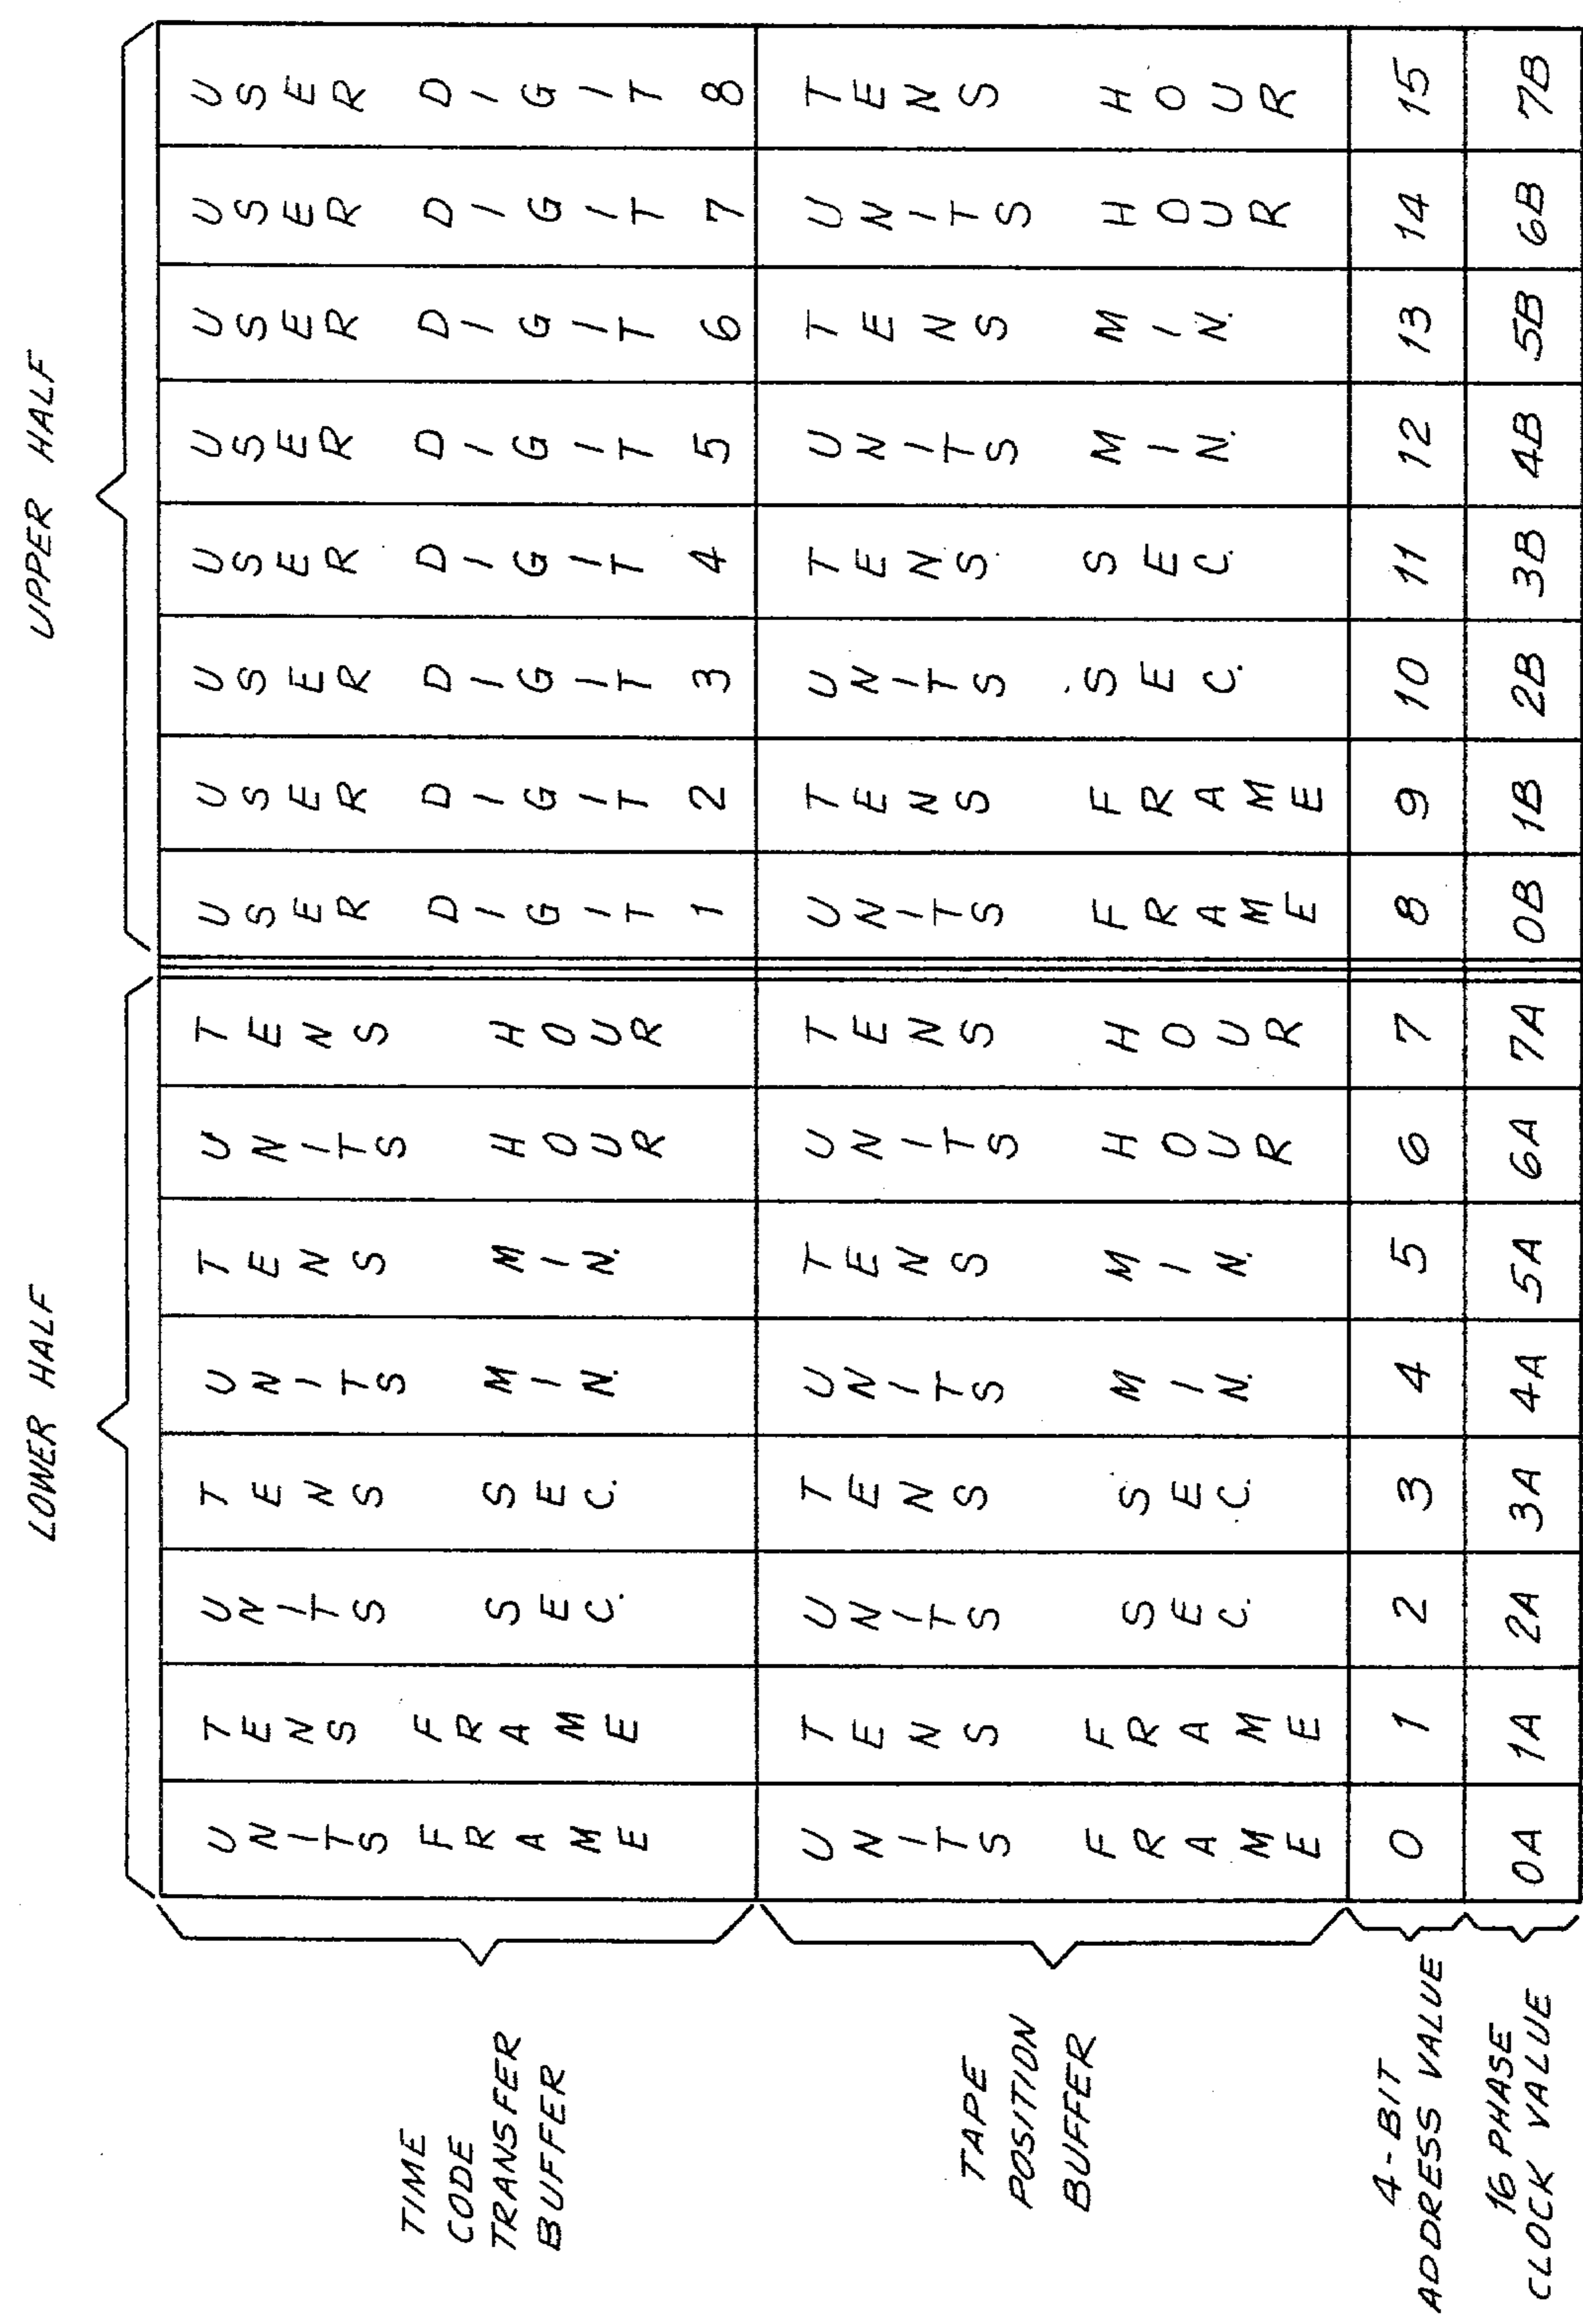 LOWER HALF
UPPER HALF
TIME
CODE
TRANSFER
BUFFER
UNITS FRAME
TENS FRAME
UNITS SEC.
TENS SEC.
UNITS MIN.
TENS MIN.
UNITS HOUR
TENS HOUR
USER DIGIT 1
USER DIGIT 2
USER DIGIT 3
USER DIGIT 4
USER DIGIT 5
USER DIGIT 6
USER DIGIT 7
USER DIGIT 8
TAPE
POSITION
BUFFER
UNITS FRAME
TENS FRAME
UNITS SEC.
TENS SEC.
UNITS MIN.
TENS MIN.
UNITS HOUR
TENS HOUR
UNITS FRAME
TENS FRAME
UNITS SEC.
TENS SEC.
UNITS MIN.
TENS MIN.
UNITS HOUR
TENS HOUR
4-BIT
ADDRESS VALUE
0 1 2 3 4 5 6 7 8 9 10 11 12 13 14 15
16 PHASE
CLOCK VALUE
0A 1A 2A 3A 4A 5A 6A 7A 0B 1B 2B 3B 4B 5B 6B 7B